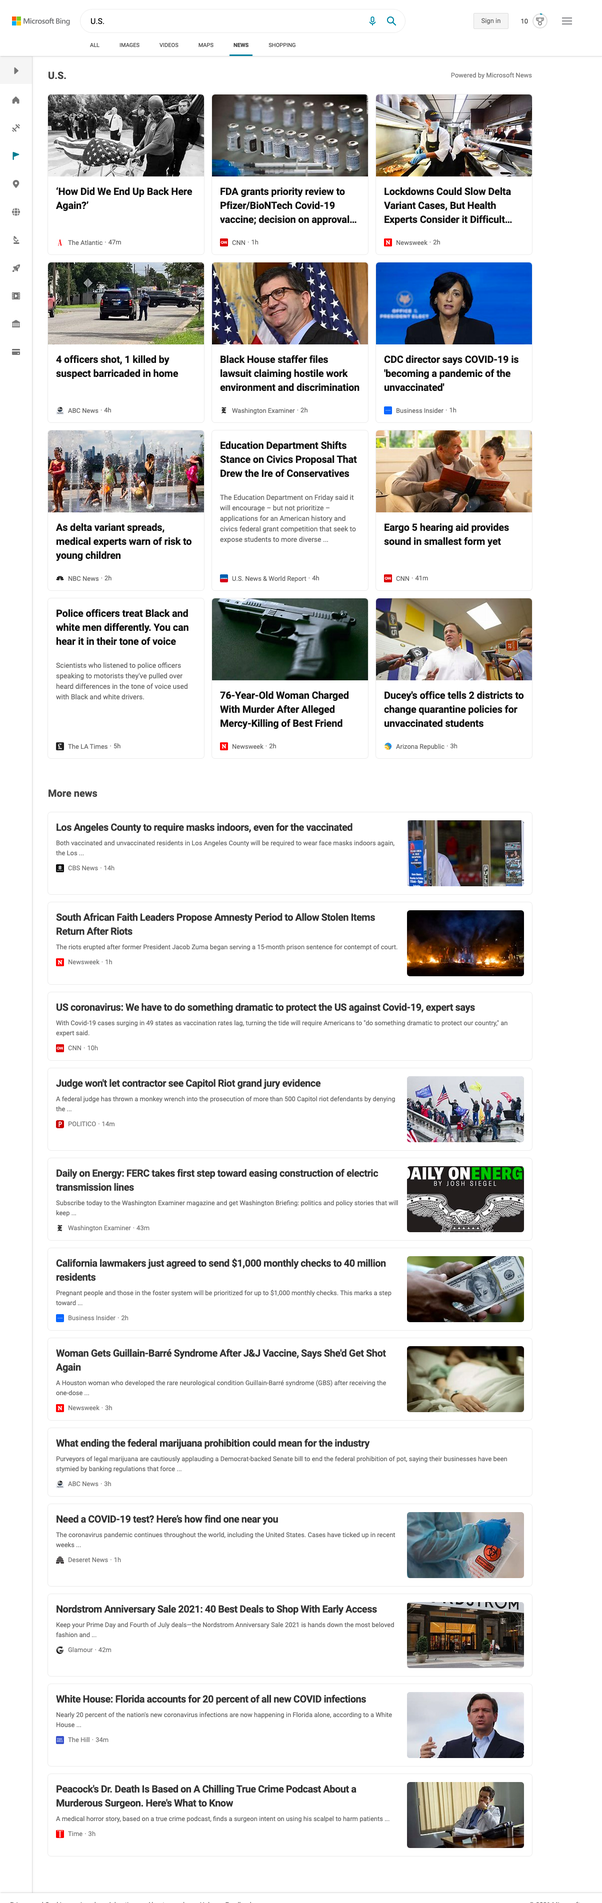 Microsoft Bing
U.S.
Sign in
10
ALL
IMAGES
VIDEOS
MAPS
NEWS
SHOPPING
U.S.
Powered by Microsoft News
'How Did We End Up Back Here
Again?'
The Atlantic · 47m
FDA grants priority review to
Pfizer/BioNTech Covid-19
vaccine; decision on approval...
CNN · 1h
Lockdowns Could Slow Delta
Variant Cases, But Health
Experts Consider it Difficult...
Newsweek · 2h
4 officers shot, 1 killed by
suspect barricaded in home
ABC News · 4h
Black House staffer files
lawsuit claiming hostile work
environment and discrimination
Washington Examiner · 2h
OFFICE
PRESIDENT ELECT
CDC director says COVID-19 is
'becoming a pandemic of the
unvaccinated'
Business Insider · 1h
As delta variant spreads,
medical experts warn of risk to
young children
NBC News · 2h
Education Department Shifts
Stance on Civics Proposal That
Drew the Ire of Conservatives
The Education Department on Friday said it
will encourage – but not prioritize –
applications for an American history and
civics federal grant competition that seek to
expose students to more diverse ...
U.S. News & World Report · 4h
Eargo 5 hearing aid provides
sound in smallest form yet
CNN · 41m
Police officers treat Black and
white men differently. You can
hear it in their tone of voice
Scientists who listened to police officers
speaking to motorists they've pulled over
heard differences in the tone of voice used
with Black and white drivers.
The LA Times · 5h
76-Year-Old Woman Charged
With Murder After Alleged
Mercy-Killing of Best Friend
Newsweek · 2h
Ducey's office tells 2 districts to
change quarantine policies for
unvaccinated students
Arizona Republic · 3h
More news
Los Angeles County to require masks indoors, even for the vaccinated
Both vaccinated and unvaccinated residents in Los Angeles County will be required to wear face masks indoors again,
the Los ...
CBS News · 14h
South African Faith Leaders Propose Amnesty Period to Allow Stolen Items
Return After Riots
The riots erupted after former President Jacob Zuma began serving a 15-month prison sentence for contempt of court.
Newsweek · 1h
US coronavirus: We have to do something dramatic to protect the US against Covid-19, expert says
With Covid-19 cases surging in 49 states as vaccination rates lag, turning the tide will require Americans to "do something dramatic to protect our country," an
expert said.
CNN · 10h
Judge won't let contractor see Capitol Riot grand jury evidence
A federal judge has thrown a monkey wrench into the prosecution of more than 500 Capitol riot defendants by denying
the ...
POLITICO · 14m
Daily on Energy: FERC takes first step toward easing construction of electric
transmission lines
Subscribe today to the Washington Examiner magazine and get Washington Briefing: politics and policy stories that will
keep ...
Washington Examiner · 43m
DAILY ON ENERG
BY JOSH SIEGEL
California lawmakers just agreed to send $1,000 monthly checks to 40 million
residents
Pregnant people and those in the foster system will be prioritized for up to $1,000 monthly checks. This marks a step
toward ...
Business Insider · 2h
Woman Gets Guillain-Barré Syndrome After J&J Vaccine, Says She'd Get Shot
Again
A Houston woman who developed the rare neurological condition Guillain-Barré syndrome (GBS) after receiving the
one-dose ...
Newsweek · 3h
What ending the federal marijuana prohibition could mean for the industry
Purveyors of legal marijuana are cautiously applauding a Democrat-backed Senate bill to end the federal prohibition of pot, saying their businesses have been
stymied by banking regulations that force ...
ABC News · 3h
Need a COVID-19 test? Here's how find one near you
The coronavirus pandemic continues throughout the world, including the United States. Cases have ticked up in recent
weeks ...
Deseret News · 1h
Nordstrom Anniversary Sale 2021: 40 Best Deals to Shop With Early Access
Keep your Prime Day and Fourth of July deals—the Nordstrom Anniversary Sale 2021 is hands down the most beloved
fashion and ...
Glamour · 42m
White House: Florida accounts for 20 percent of all new COVID infections
Nearly 20 percent of the nation's new coronavirus infections are now happening in Florida alone, according to a White
House ...
The Hill · 34m
Peacock's Dr. Death Is Based on A Chilling True Crime Podcast About a
Murderous Surgeon. Here's What to Know
A medical horror story, based on a true crime podcast, finds a surgeon intent on using his scalpel to harm patients ...
Time · 3h